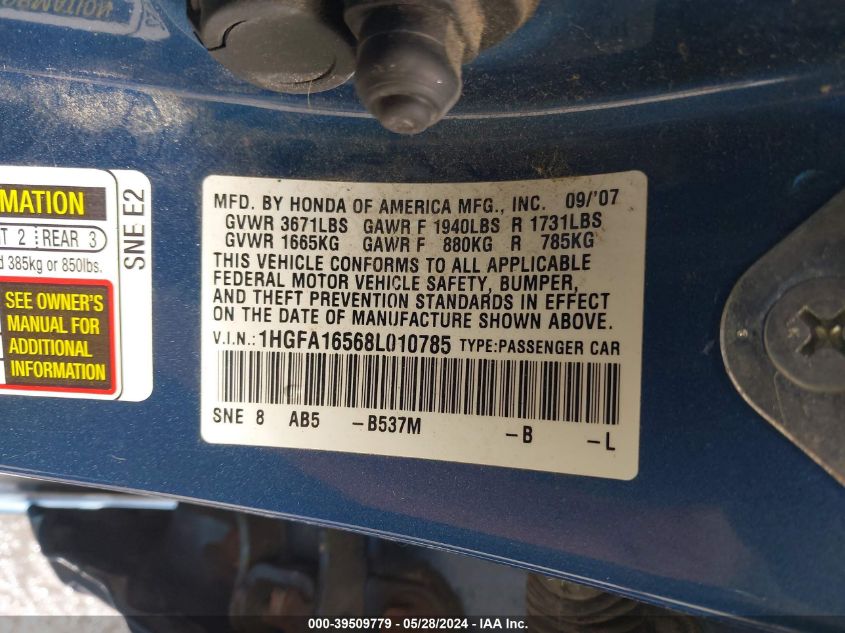 MATION
T 2 REAR 3
d 385kg or 850lbs.
SEE OWNER'S
MANUAL FOR
ADDITIONAL
INFORMATION
SNE E2
MFD. BY HONDA OF AMERICA MFG., INC. 09/'07
GVWR 3671LBS GAWR F 1940LBS R 1731LBS
GVWR 1665KG GAWR F 880KG R 785KG
THIS VEHICLE CONFORMS TO ALL APPLICABLE
FEDERAL MOTOR VEHICLE SAFETY, BUMPER,
AND THEFT PREVENTION STANDARDS IN EFFECT
ON THE DATE OF MANUFACTURE SHOWN ABOVE.
V.I.N.: 1HGFA16568L010785 TYPE:PASSENGER CAR
SNE 8 AB5 -B537M -B -L
000-39509779 - 05/28/2024 - IAA Inc.